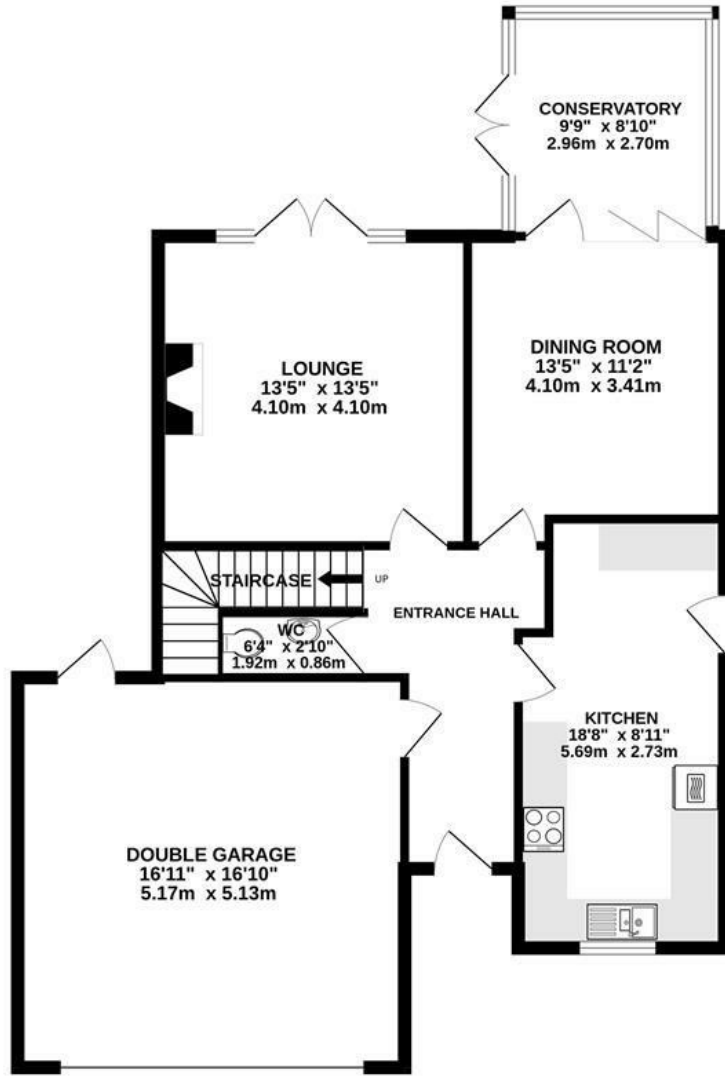 CONSERVATORY
9'9" x 8'10"
2.96m x 2.70m
LOUNGE
13'5" x 13'5"
4.10m x 4.10m
DINING ROOM
13'5" x 11'2"
4.10m x 3.41m
STAIRCASE
UP
ENTRANCE HALL
WC
6'4" x 2'10"
1.92m x 0.86m
KITCHEN
18'8" x 8'11"
5.69m x 2.73m
DOUBLE GARAGE
16'11" x 16'10"
5.17m x 5.13m